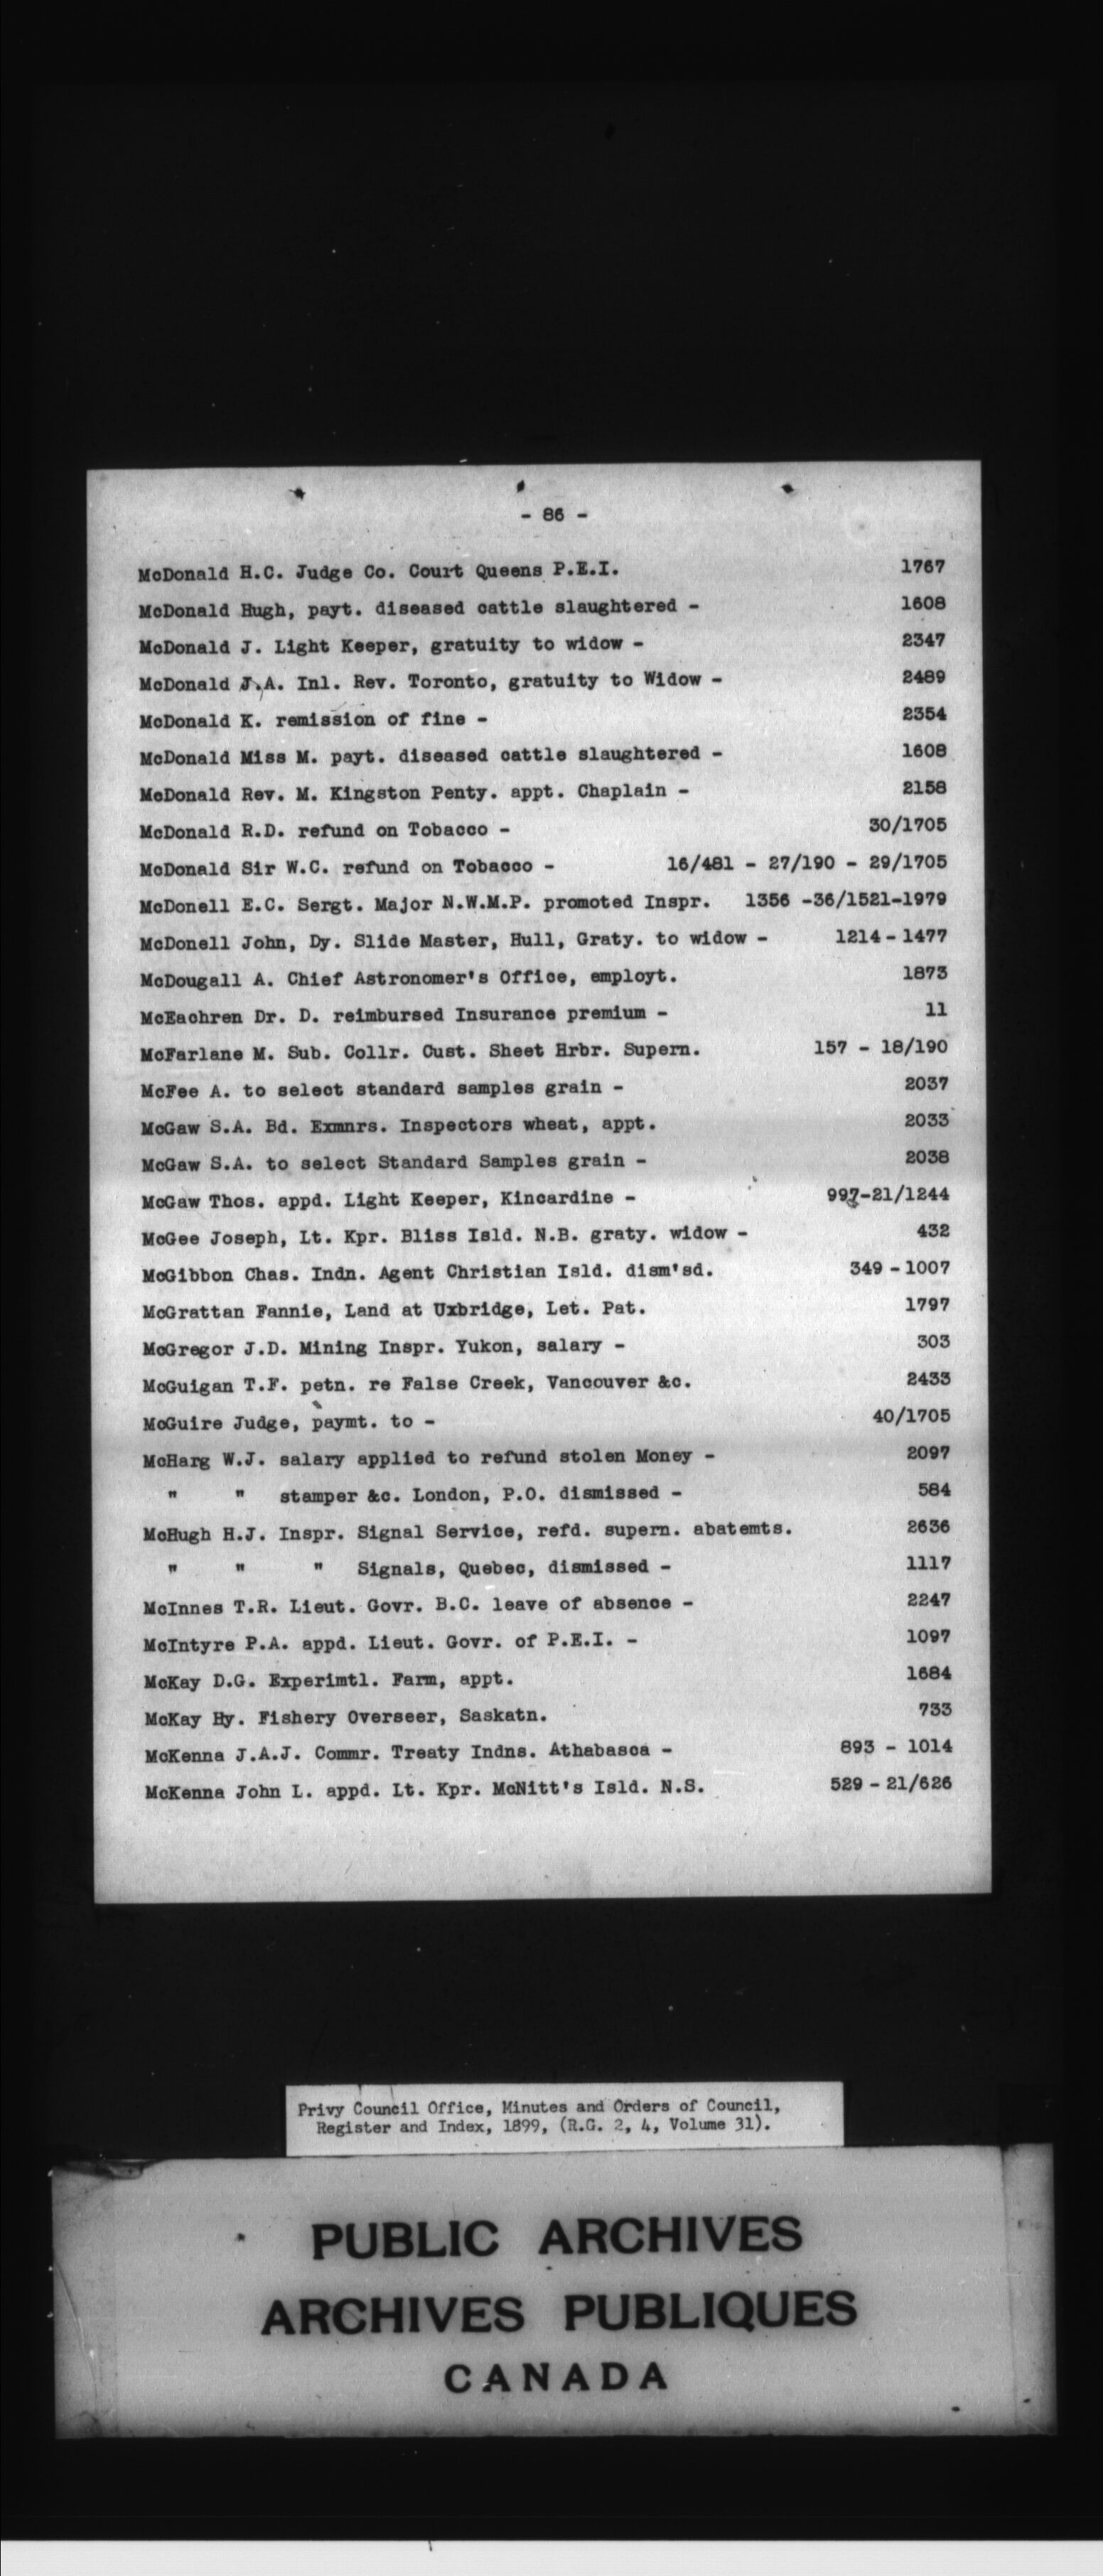 - 86 -
McDonald H.C. Judge Co. Court Queens P.E.I. 1767
McDonald Hugh, payt. diseased cattle slaughtered - 1608
McDonald J. Light Keeper, gratuity to widow - 2347
McDonald J.A. Inl. Rev. Toronto, gratuity to Widow - 2489
McDonald K. remission of fine - 2354
McDonald Miss M. payt. diseased cattle slaughtered - 1608
McDonald Rev. M. Kingston Penty. appt. Chaplain - 2158
McDonald R.D. refund on Tobacco - 30/1705
McDonald Sir W.C. refund on Tobacco - 16/481 - 27/190 - 29/1705
McDonell E.C. Sergt. Major N.W.M.P. promoted Inspr. 1356 -36/1521-1979
McDonell John, Dy. Slide Master, Hull, Graty. to widow - 1214 - 1477
McDougall A. Chief Astronomer's Office, employt. 1873
McEachren Dr. D. reimbursed Insurance premium - 11
McFarlane M. Sub. Collr. Cust. Sheet Hrbr. Supern. 157 - 18/190
McFee A. to select standard samples grain - 2037
McGaw S.A. Bd. Exmnrs. Inspectors wheat, appt. 2033
McGaw S.A. to select Standard Samples grain - 2038
McGaw Thos. appd. Light Keeper, Kincardine - 997-21/1244
McGee Joseph, Lt. Kpr. Bliss Isld. N.B. graty. widow - 432
McGibbon Chas. Indn. Agent Christian Isld. dism'sd. 349 - 1007
McGrattan Fannie, Land at Uxbridge, Let. Pat. 1797
McGregor J.D. Mining Inspr. Yukon, salary - 303
McGuigan T.F. petn. re False Creek, Vancouver &c. 2433
McGuire Judge, paymt. to - 40/1705
McHarg W.J. salary applied to refund stolen Money - 2097
" " stamper &c. London, P.O. dismissed - 584
McHugh H.J. Inspr. Signal Service, refd. supern. abatemts. 2636
" " " Signals, Quebec, dismissed - 1117
McInnes T.R. Lieut. Govr. B.C. leave of absence - 2247
McIntyre P.A. appd. Lieut. Govr. of P.E.I. - 1097
McKay D.G. Experimtl. Farm, appt. 1684
McKay Hy. Fishery Overseer, Saskatn. 733
McKenna J.A.J. Commr. Treaty Indns. Athabasca - 893 - 1014
McKenna John L. appd. Lt. Kpr. McNitt's Isld. N.S. 529 - 21/626
Privy Council Office, Minutes and Orders of Council,
Register and Index, 1899, (R.G. 2, 4, Volume 31).
PUBLIC ARCHIVES
ARCHIVES PUBLIQUES
CANADA